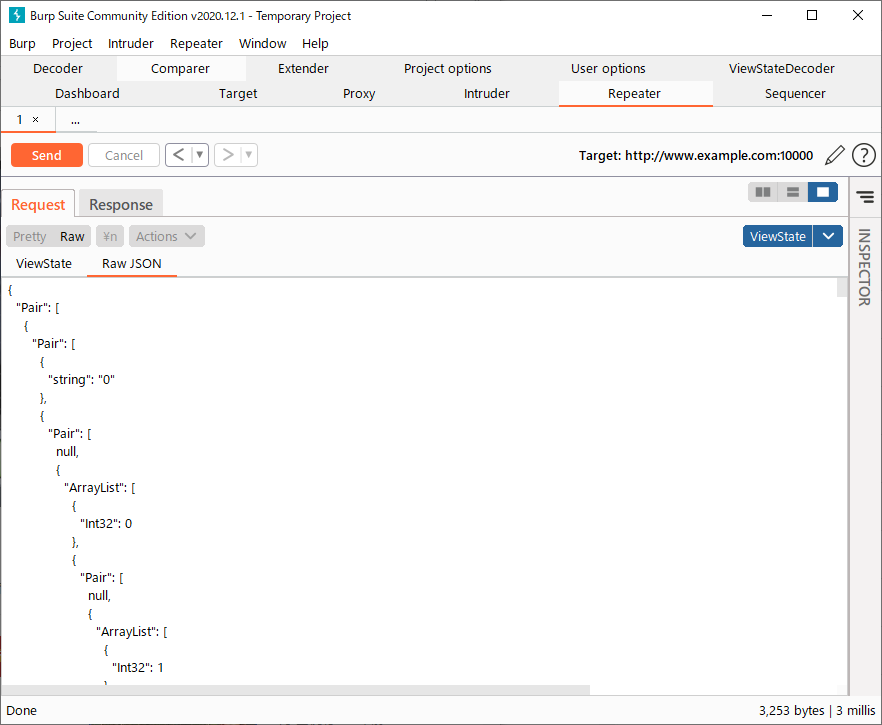 Burp Suite Community Edition v2020.12.1 - Temporary Project
Burp Project Intruder Repeater Window Help
Decoder Comparer Extender Project options User options ViewStateDecoder
Dashboard Target Proxy Intruder Repeater Sequencer
1 × ...
Send Cancel < ▼ > ▼ Target: http://www.example.com:10000 ?
Request Response
Pretty Raw ¥n Actions ViewState
ViewState Raw JSON
INSPECTOR
{
"Pair": [
{
"Pair": [
{
"string": "0"
},
{
"Pair": [
null,
{
"ArrayList": [
{
"Int32": 0
},
{
"Pair": [
null,
{
"ArrayList": [
{
"Int32": 1
Done 3,253 bytes | 3 millis